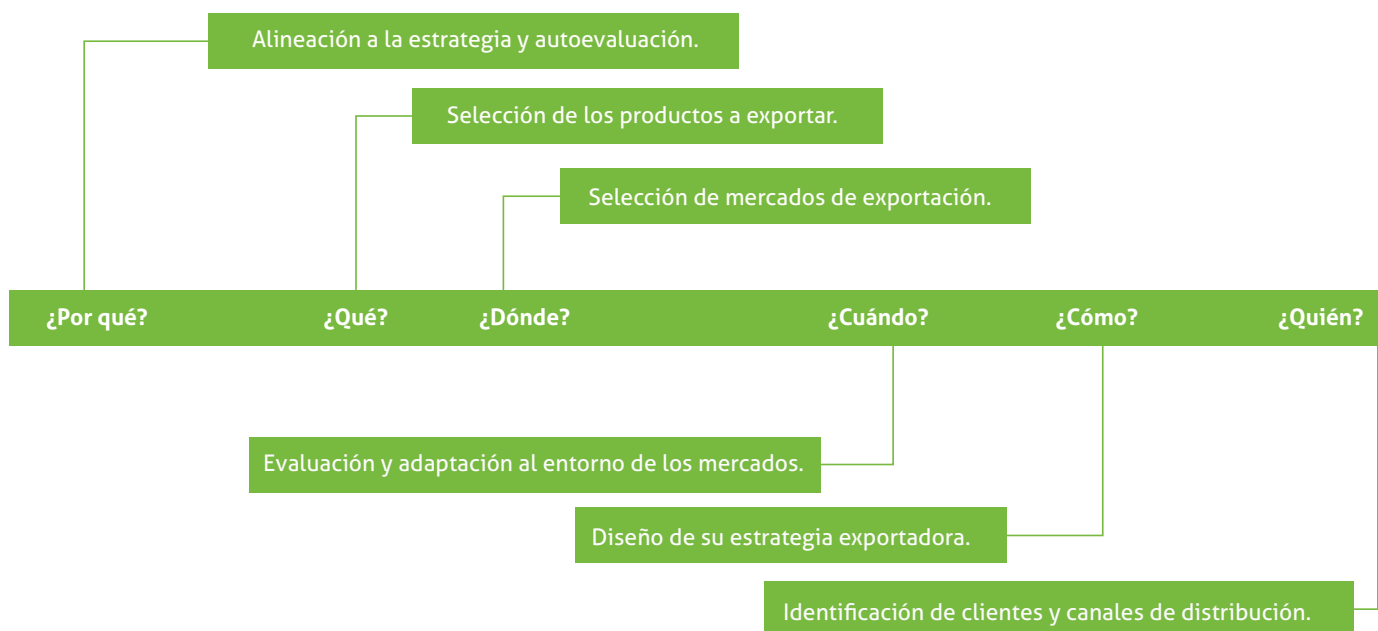 Alineación a la estrategia y autoevaluación.
Selección de los productos a exportar.
Selección de mercados de exportación.
¿Por qué? ¿Qué? ¿Dónde? ¿Cuándo? ¿Cómo? ¿Quién?
Evaluación y adaptación al entorno de los mercados.
Diseño de su estrategia exportadora.
Identificación de clientes y canales de distribución.